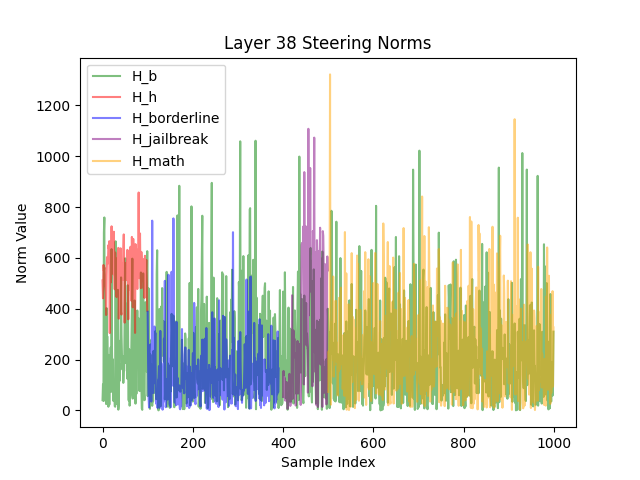 Layer 38 Steering Norms
H_b
H_h
H_borderline
H_jailbreak
H_math
Norm Value
1200
1000
800
600
400
200
0
0 200 400 600 800 1000
Sample Index